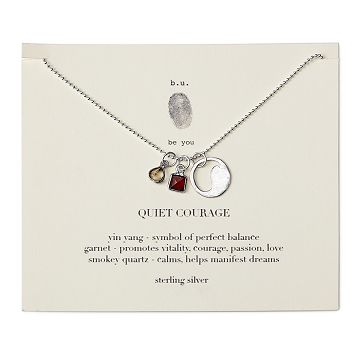 b.u.
be you
QUIET COURAGE
yin yang - symbol of perfect balance
garnet - promotes vitality, courage, passion, love
smokey quartz - calms, helps manifest dreams
sterling silver